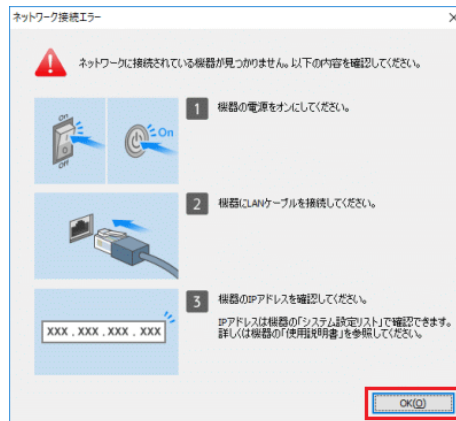 ネットワーク接続エラー
ネットワークに接続されている機器が見つかりません。以下の内容を確認してください。
1 機器の電源をオンにしてください。
On
Off
On
2 機器にLANケーブルを接続してください。
3 機器のIPアドレスを確認してください。
IPアドレスは機器の「システム設定リスト」で確認できます。
詳しくは機器の「使用説明書」を参照してください。
XXX . XXX . XXX . XXX
OK(O)